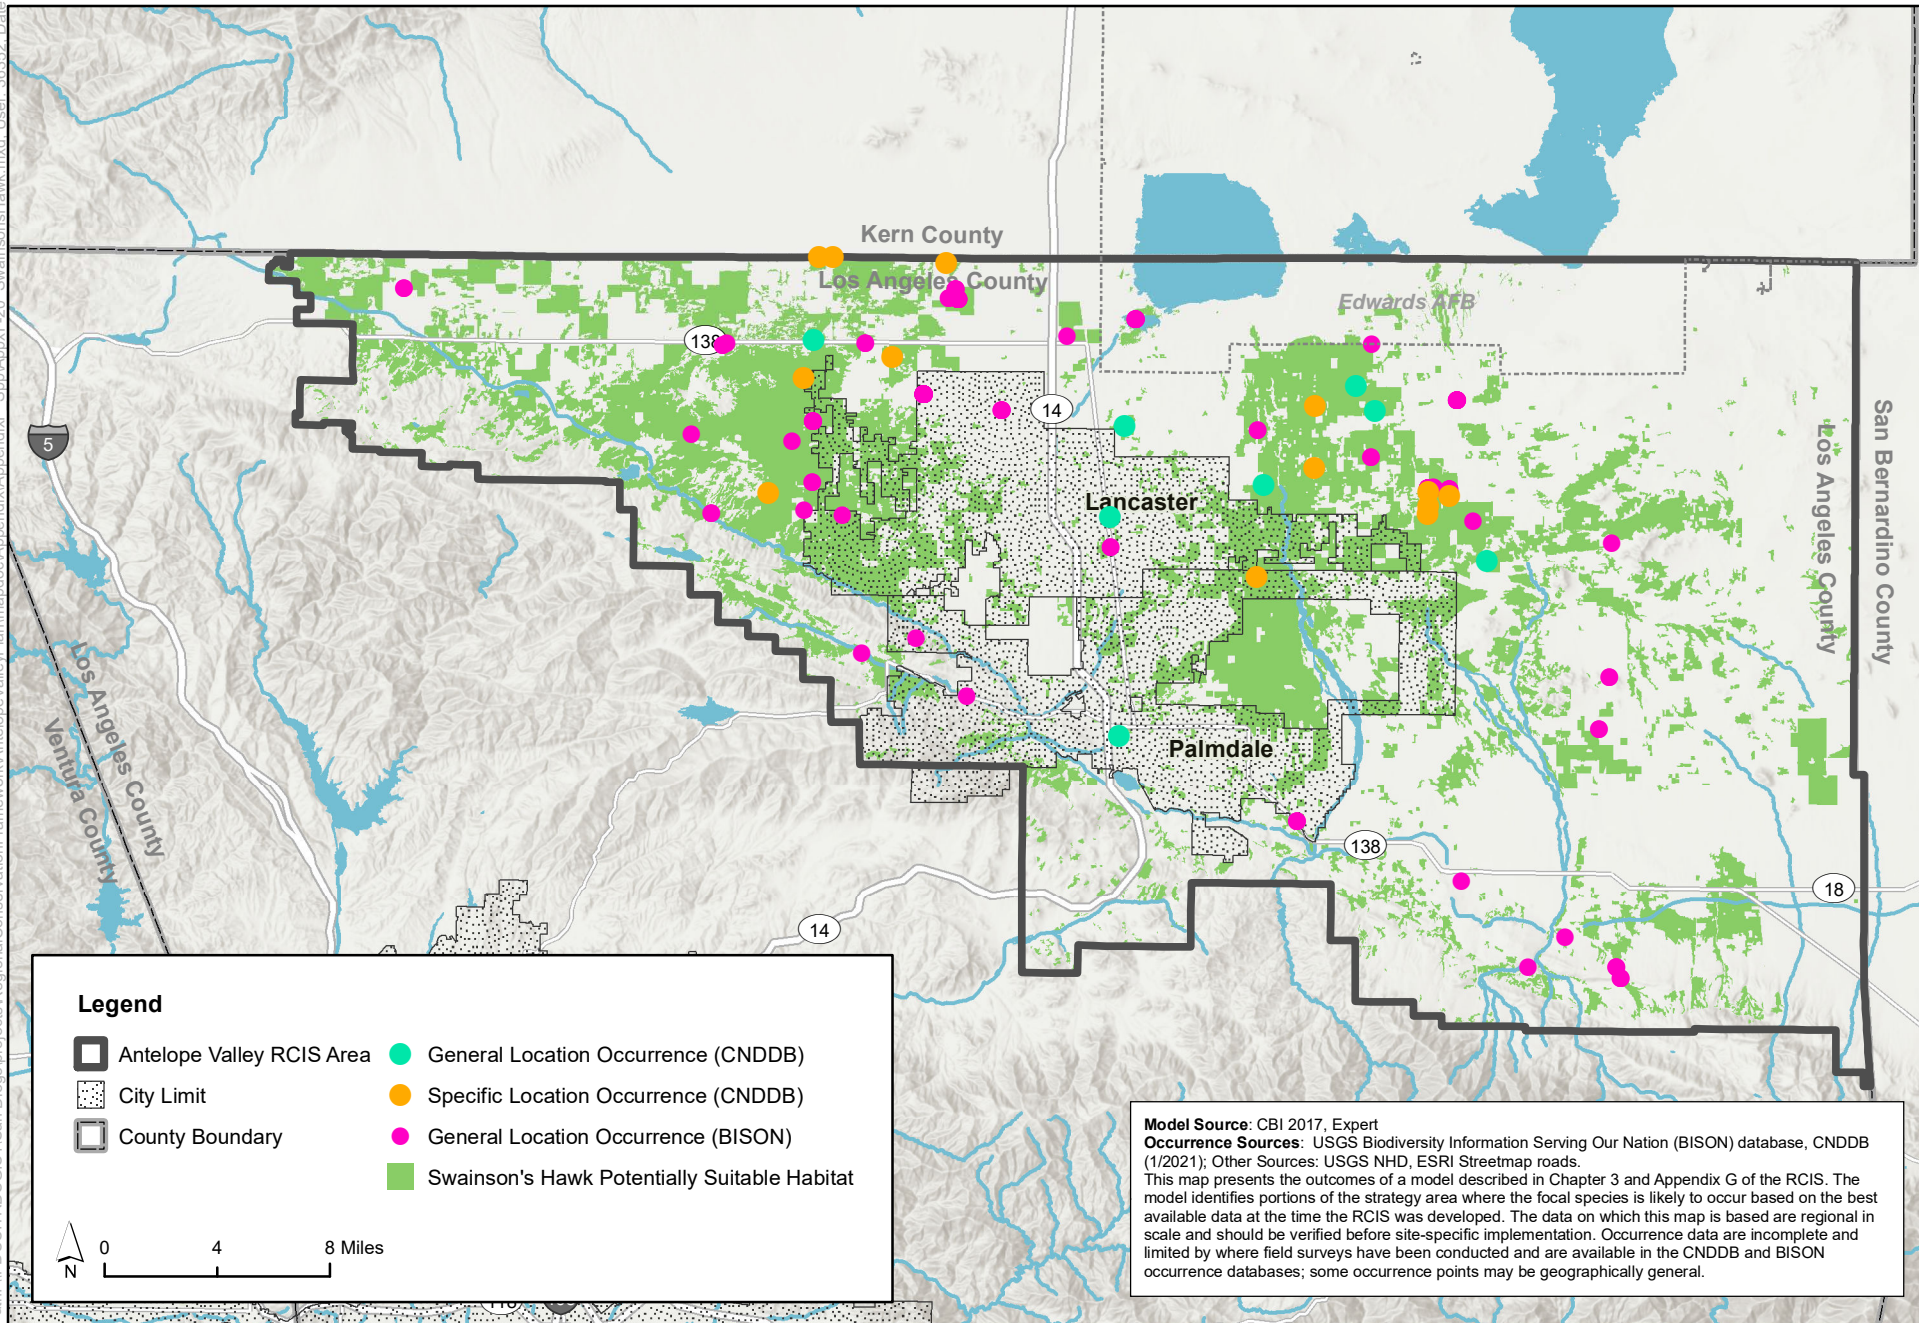 Kern County
Los Angeles County
Edwards AFB
138
14
5
Lancaster
Los Angeles County
San Bernardino County
Los Angeles County
Ventura County
Palmdale
138
18
14
Legend
Antelope Valley RCIS Area
City Limit
County Boundary
General Location Occurrence (CNDDB)
Specific Location Occurrence (CNDDB)
General Location Occurrence (BISON)
Swainson's Hawk Potentially Suitable Habitat
N
0 4 8 Miles
Model Source: CBI 2017, Expert
Occurrence Sources: USGS Biodiversity Information Serving Our Nation (BISON) database, CNDDB
(1/2021); Other Sources: USGS NHD, ESRI Streetmap roads.
This map presents the outcomes of a model described in Chapter 3 and Appendix G of the RCIS. The
model identifies portions of the strategy area where the focal species is likely to occur based on the best
available data at the time the RCIS was developed. The data on which this map is based are regional in
scale and should be verified before site-specific implementation. Occurrence data are incomplete and
limited by where field surveys have been conducted and are available in the CNDDB and BISON
occurrence databases; some occurrence points may be geographically general.